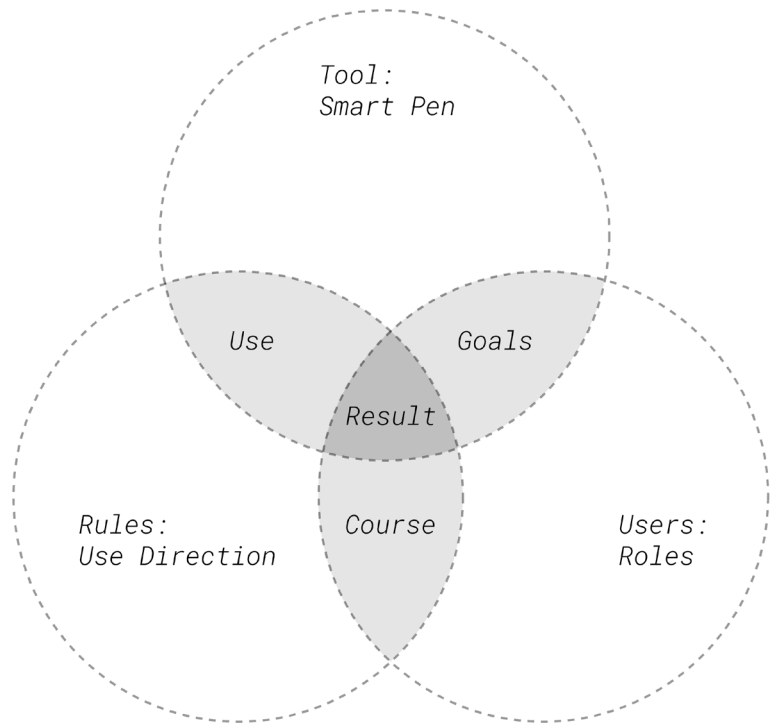 Tool:
Smart Pen
Use
Goals
Result
Rules:
Use Direction
Course
Users:
Roles